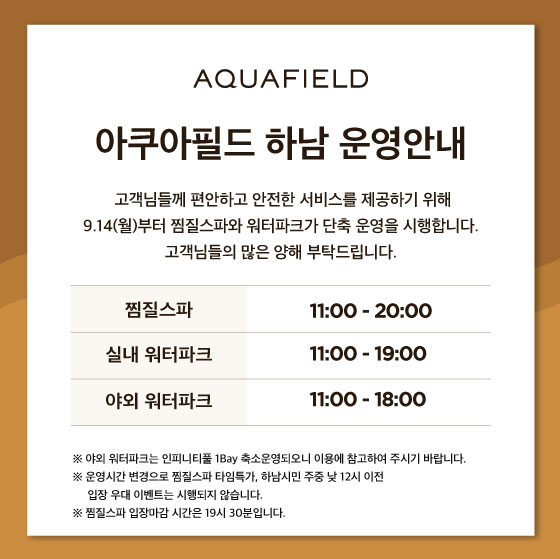 AQUAFIELD
아쿠아필드 하남 운영안내
고객님들께 편안하고 안전한 서비스를 제공하기 위해
9.14(월)부터 찜질스파와 워터파크가 단축 운영을 시행합니다.
고객님들의 많은 양해 부탁드립니다.
찜질스파 11:00 - 20:00
실내 워터파크 11:00 - 19:00
야외 워터파크 11:00 - 18:00
※ 야외 워터파크는 인피니티풀 1Bay 축소운영되오니 이용에 참고하여 주시기 바랍니다.
※ 운영시간 변경으로 찜질스파 타임특가, 하남시민 주중 낮 12시 이전
입장 우대 이벤트는 시행되지 않습니다.
※ 찜질스파 입장마감 시간은 19시 30분입니다.